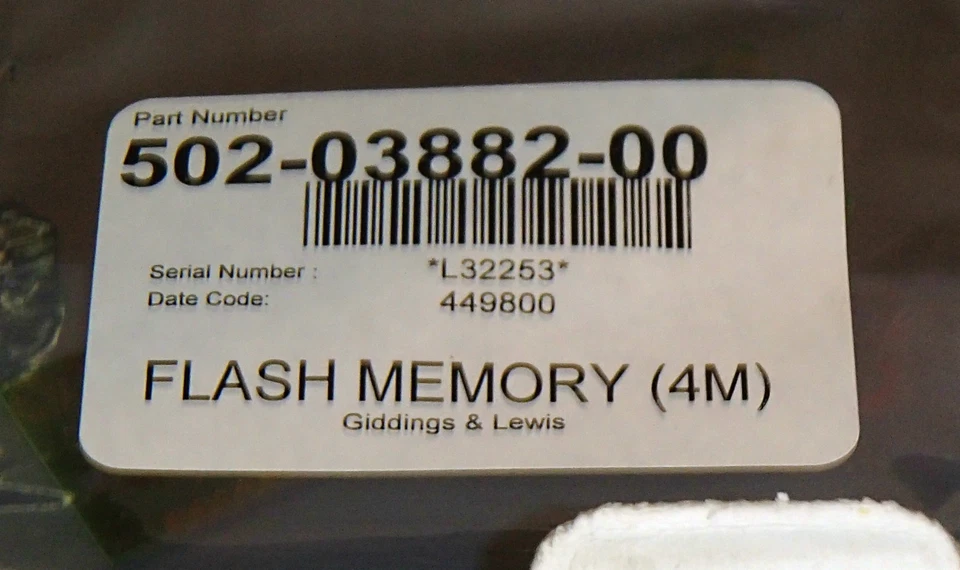 Part Number
502-03882-00
Serial Number : *L32253*
Date Code: 449800
FLASH MEMORY (4M)
Giddings & Lewis